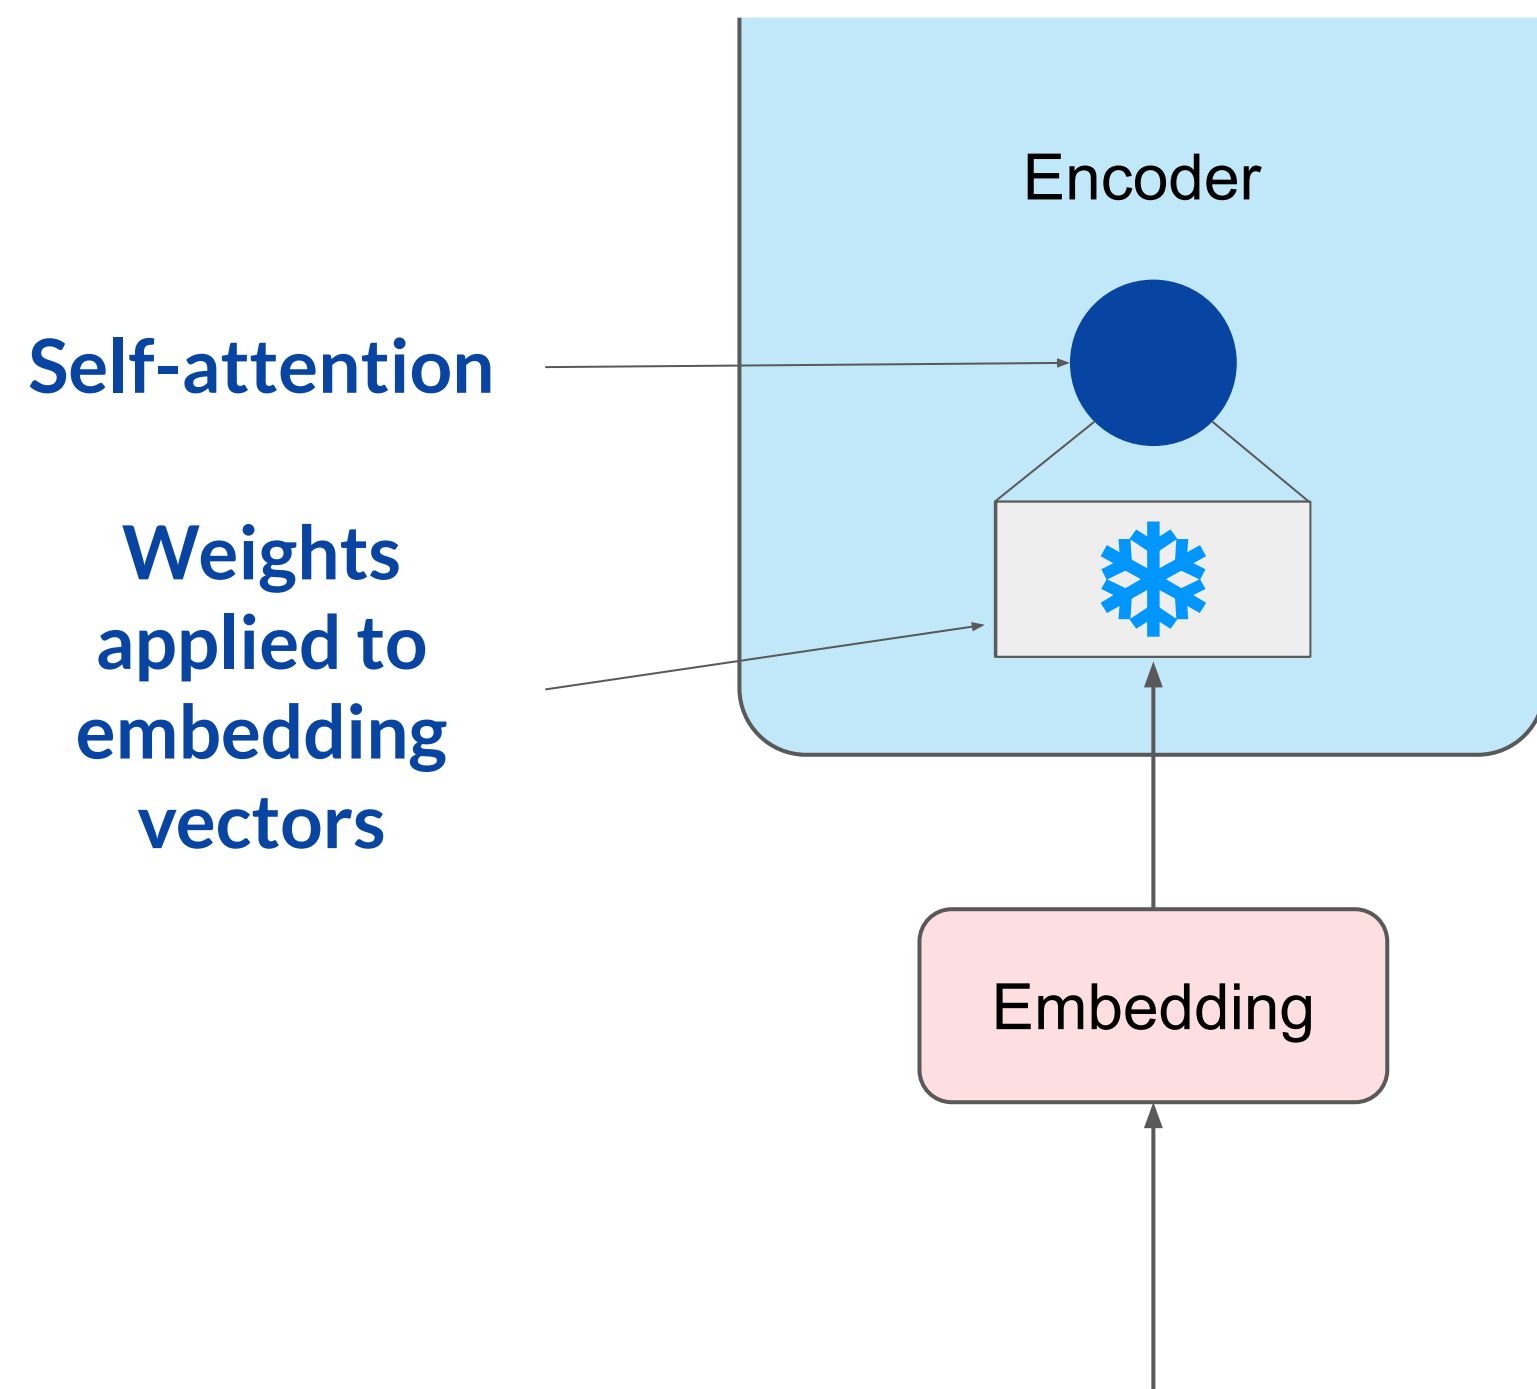 Encoder
Self-attention
Weights
applied to
embedding
vectors
Embedding